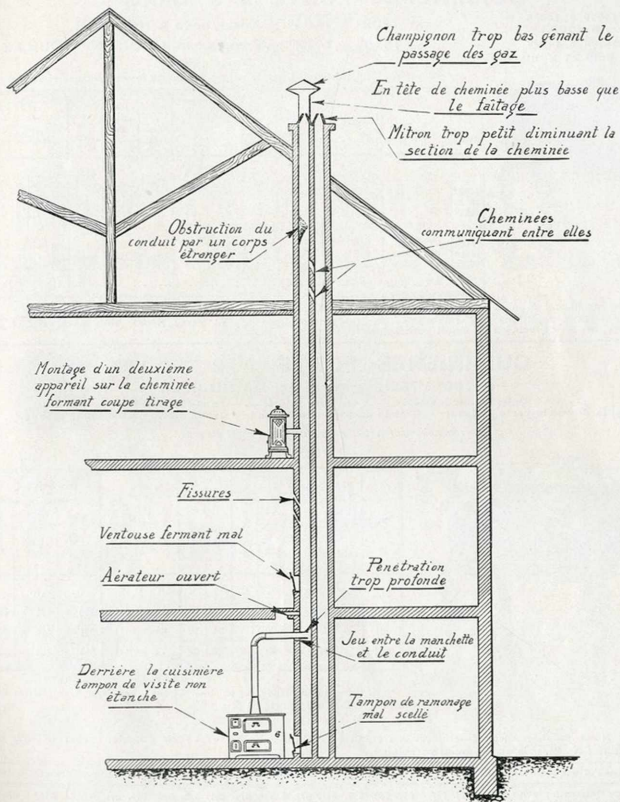 Champignon trop bas gênant le
passage des gaz
En tête de cheminée plus basse que
le faîtage
Mitron trop petit diminuant la
section de la cheminée
Cheminées
communiquant entre elles
Obstruction du
conduit par un corps
étranger
Montage d'un deuxième
appareil sur la cheminée
formant coupe tirage
Fissures
Ventouse fermant mal
Aérateur ouvert
Pénétration
trop profonde
Jeu entre la manchette
et le conduit
Derrière la cuisinière
tampon de visite non
étanche
Tampon de ramonage
mal scellé